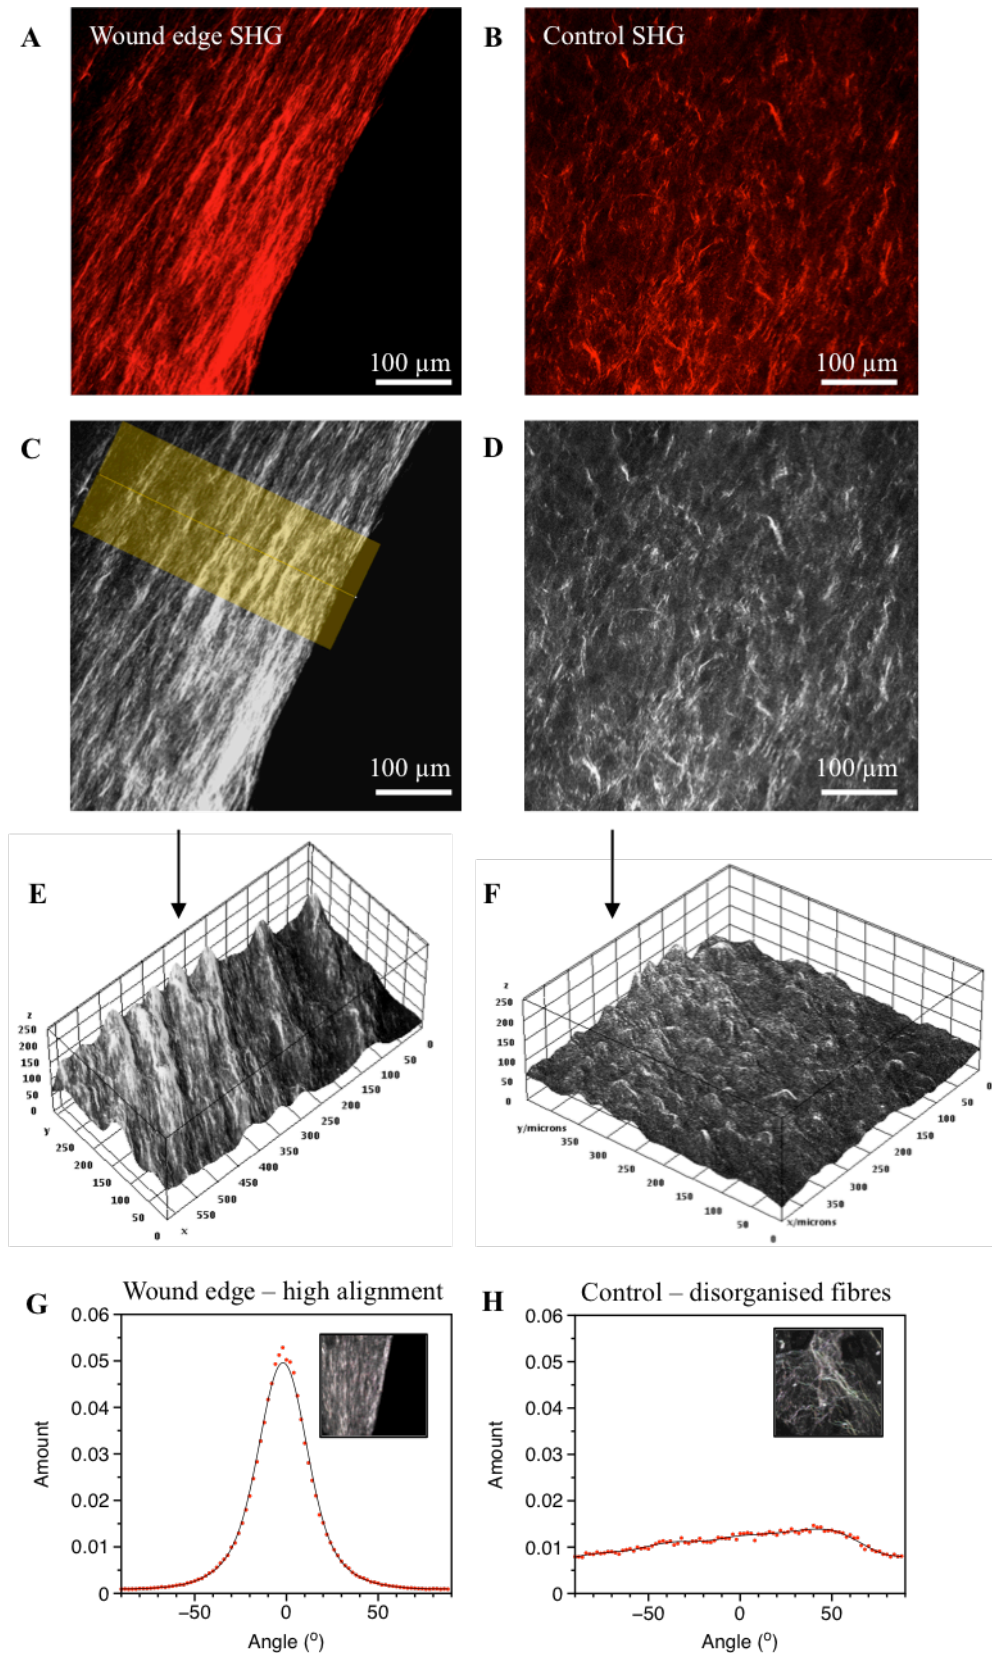 A
Wound edge SHG
100 µm
B
Control SHG
100 µm
C
100 µm
D
100 µm
E
z
250
200
150
100
50
0
y
250
200
150
100
50
0
x
550
500
450
400
350
300
250
200
150
100
50
0
F
z
250
200
150
100
50
0
y/microns
350
300
250
200
150
100
50
0
x/microns
350
300
250
200
150
100
50
0
G
Wound edge – high alignment
0.06
0.05
0.04
0.03
0.02
0.01
0
Amount
−50 0 50
Angle (°)
H
Control – disorganised fibres
0.06
0.05
0.04
0.03
0.02
0.01
0
Amount
−50 0 50
Angle (°)